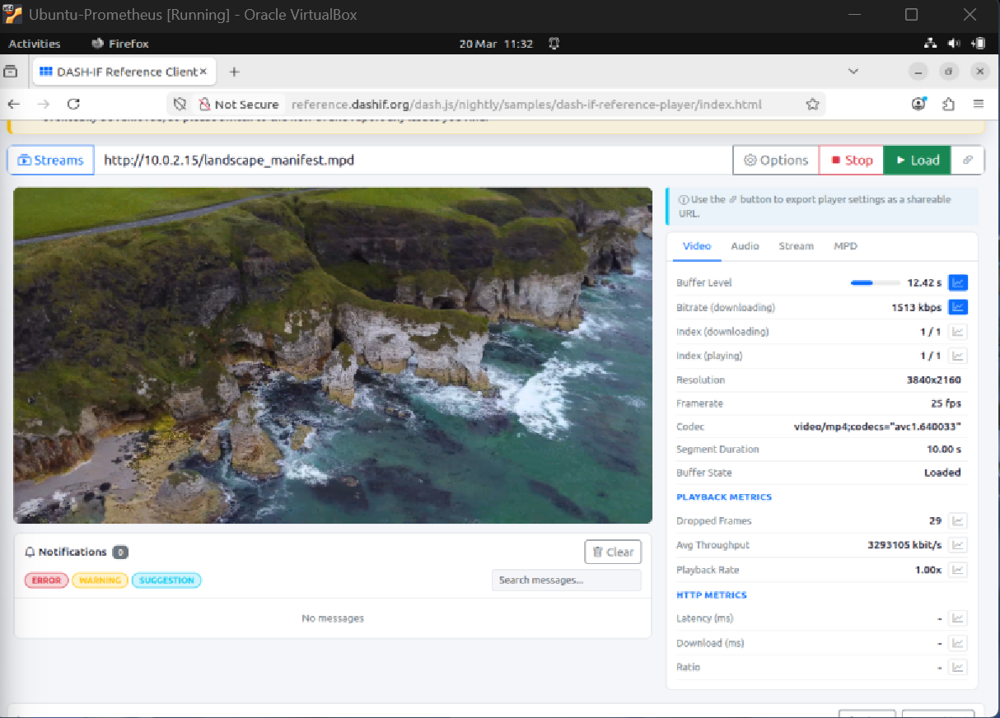 Ubuntu-Prometheus [Running] - Oracle VirtualBox
Activities Firefox 20 Mar 11:32
DASH-IF Reference Client
Not Secure reference.dashif.org/dash.js/nightly/samples/dash-if-reference-player/index.html
Streams http://10.0.2.15/landscape_manifest.mpd Options Stop Load
Use the button to export player settings as a shareable
URL.
Video Audio Stream MPD
Buffer Level 12.42 s
Bitrate (downloading) 1513 kbps
Index (downloading) 1 / 1
Index (playing) 1 / 1
Resolution 3840x2160
Framerate 25 fps
Codec video/mp4;codecs="avc1.640033"
Segment Duration 10.00 s
Buffer State Loaded
PLAYBACK METRICS
Dropped Frames 29
Avg Throughput 3293105 kbit/s
Playback Rate 1.00x
HTTP METRICS
Latency (ms) -
Download (ms) -
Ratio -
Notifications 0 Clear
ERROR WARNING SUGGESTION Search messages...
No messages